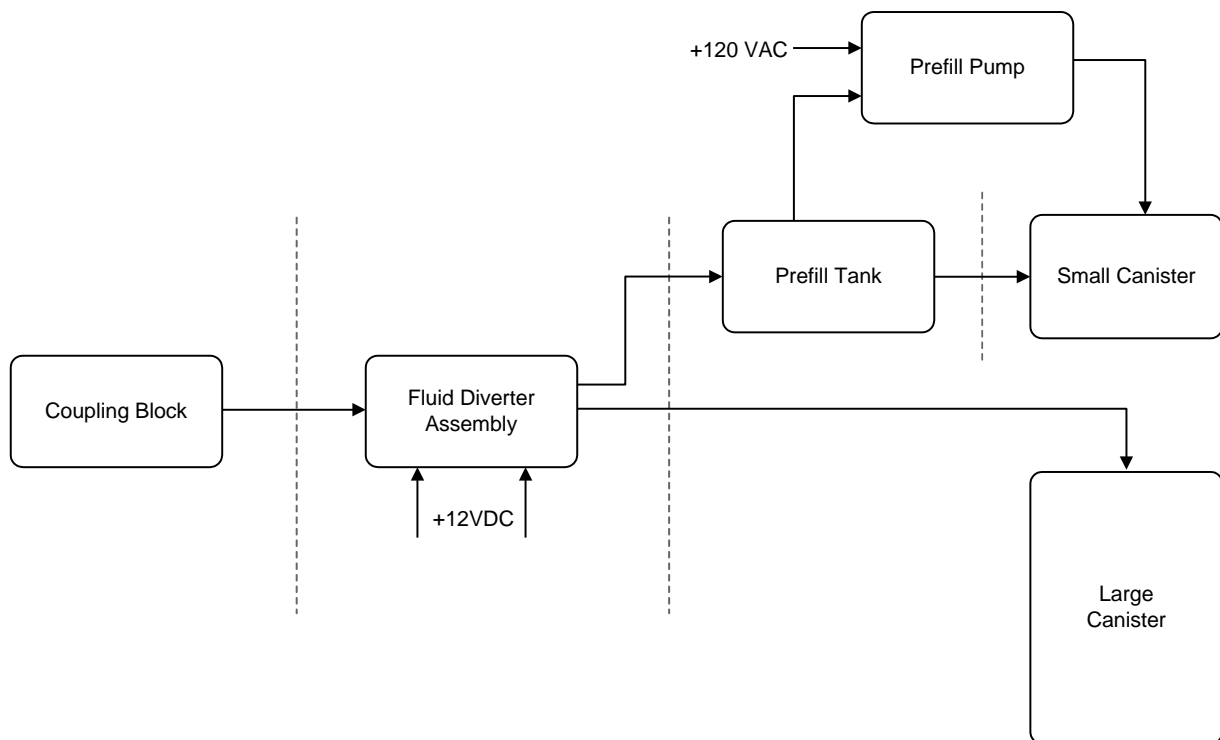 +120 VAC
Prefill Pump
Prefill Tank
Small Canister
Coupling Block
Fluid Diverter
Assembly
+12VDC
Large
Canister